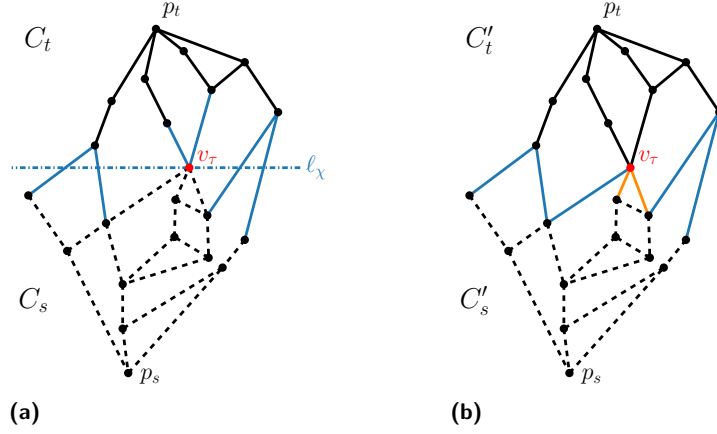 p_t p_t
C_t C'_t
v_τ ℓ_χ v_τ
C_s C'_s
p_s p_s
(a) (b)